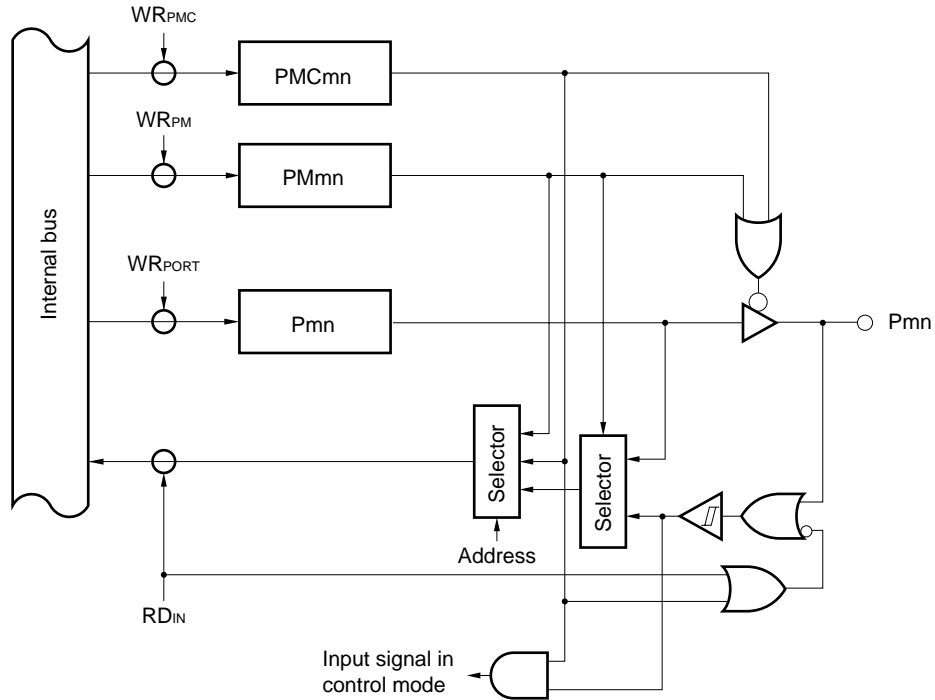 WRPMC
PMCmn
WRPM
PMmn
Internal bus
WRPORT
Pmn
Pmn
Selector
Selector
Address
RDIN
Input signal in
control mode